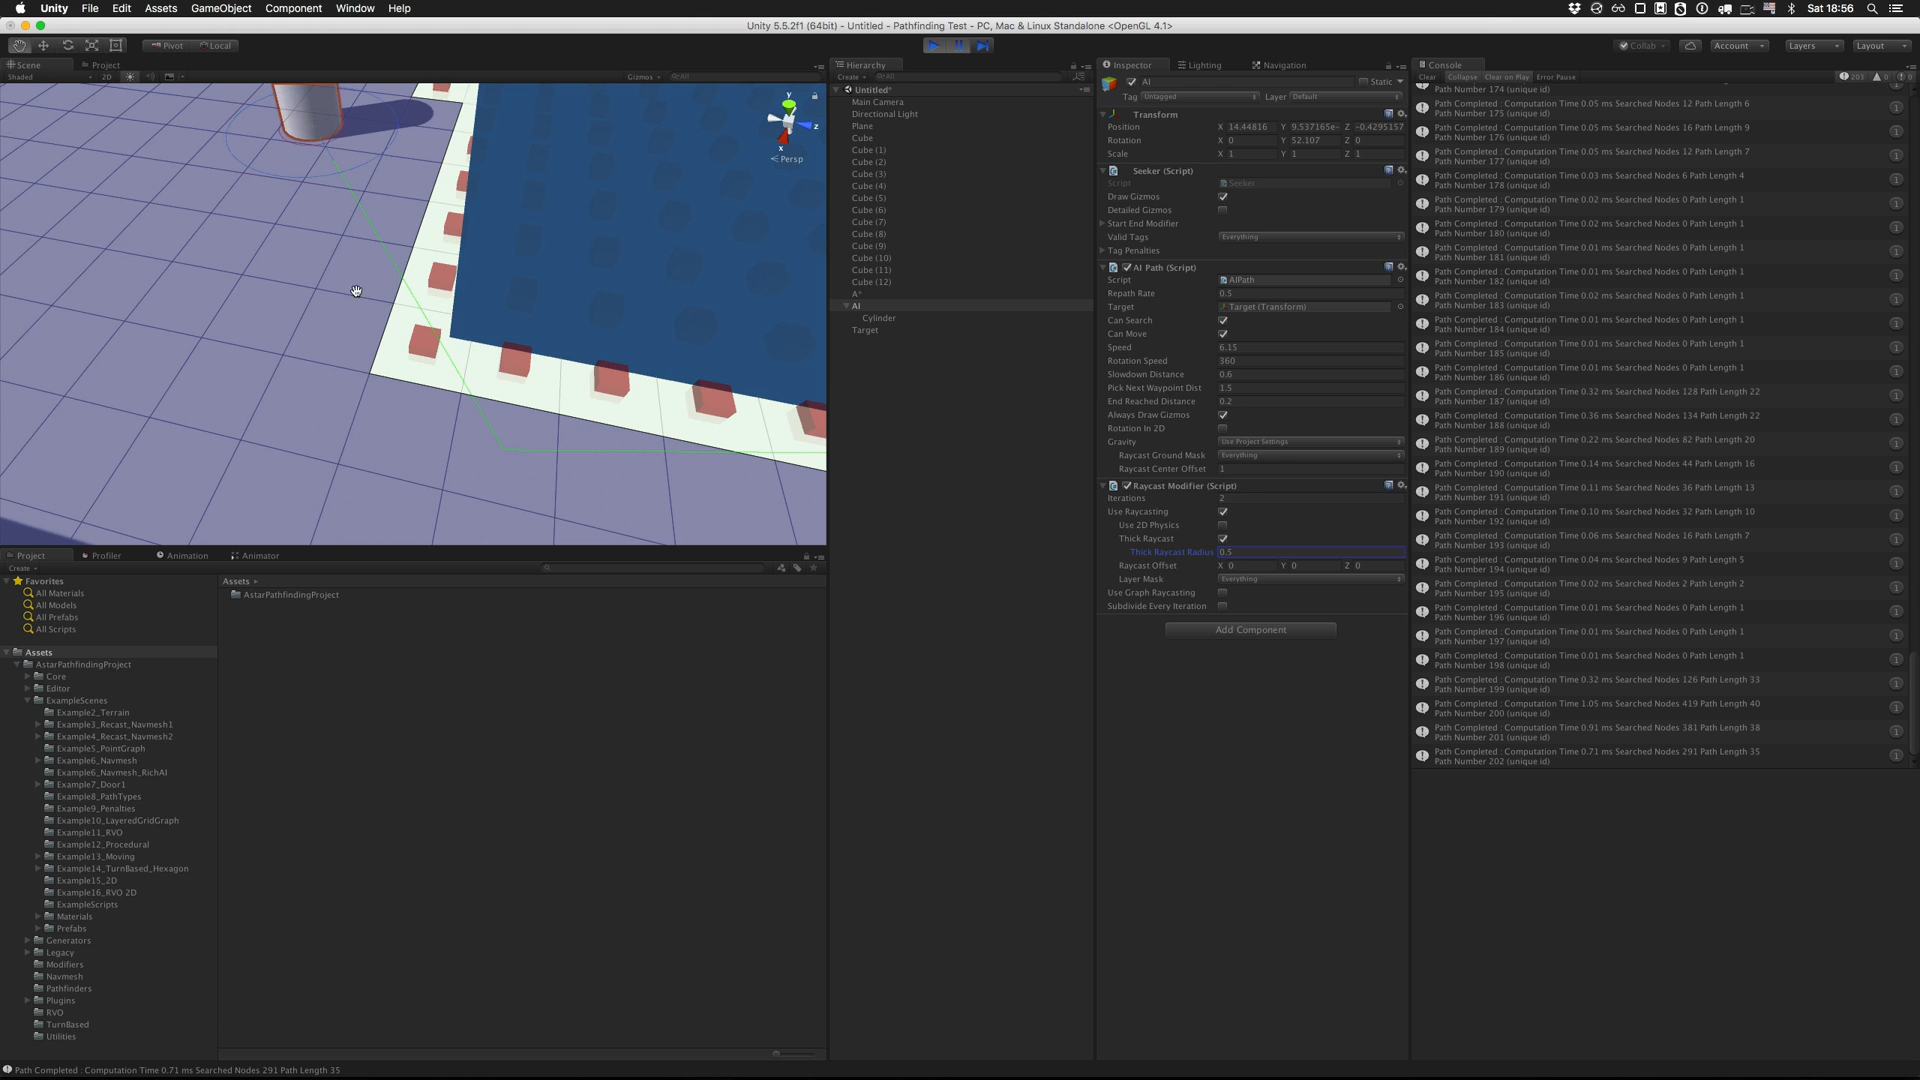 Unity File Edit Assets GameObject Component Window Help Sat 18:56
Unity 5.5.2f1 (64bit) - Untitled - Pathfinding Test - PC, Mac & Linux Standalone <OpenGL 4.1>
Pivot Local Collab Account Layers Layout
Scene Project
Shaded 2D Gizmos All
y
z
x
Persp
Hierarchy
Create All
Untitled*
Main Camera
Directional Light
Plane
Cube
Cube (1)
Cube (2)
Cube (3)
Cube (4)
Cube (5)
Cube (6)
Cube (7)
Cube (8)
Cube (9)
Cube (10)
Cube (11)
Cube (12)
A*
AI
Cylinder
Target
Inspector Lighting Navigation
AI Static
Tag Untagged Layer Default
Transform
Position X 14.44816 Y 9.537165e- Z -0.4295157
Rotation X 0 Y 52.107 Z 0
Scale X 1 Y 1 Z 1
Seeker (Script)
Script Seeker
Draw Gizmos
Detailed Gizmos
Start End Modifier
Valid Tags Everything
Tag Penalties
AI Path (Script)
Script AIPath
Repath Rate 0.5
Target Target (Transform)
Can Search
Can Move
Speed 6.15
Rotation Speed 360
Slowdown Distance 0.6
Pick Next Waypoint Dist 1.5
End Reached Distance 0.2
Always Draw Gizmos
Rotation In 2D
Gravity Use Project Settings
Raycast Ground Mask Everything
Raycast Center Offset 1
Raycast Modifier (Script)
Iterations 2
Use Raycasting
Use 2D Physics
Thick Raycast
Thick Raycast Radius 0.5
Raycast Offset X 0 Y 0 Z 0
Layer Mask Everything
Use Graph Raycasting
Subdivide Every Iteration
Add Component
Console
Clear Collapse Clear on Play Error Pause 203 0 0
Path Number 174 (unique id)
Path Completed : Computation Time 0.05 ms Searched Nodes 12 Path Length 6
Path Number 175 (unique id)
Path Completed : Computation Time 0.05 ms Searched Nodes 16 Path Length 9
Path Number 176 (unique id)
Path Completed : Computation Time 0.05 ms Searched Nodes 12 Path Length 7
Path Number 177 (unique id)
Path Completed : Computation Time 0.03 ms Searched Nodes 6 Path Length 4
Path Number 178 (unique id)
Path Completed : Computation Time 0.02 ms Searched Nodes 0 Path Length 1
Path Number 179 (unique id)
Path Completed : Computation Time 0.02 ms Searched Nodes 0 Path Length 1
Path Number 180 (unique id)
Path Completed : Computation Time 0.01 ms Searched Nodes 0 Path Length 1
Path Number 181 (unique id)
Path Completed : Computation Time 0.01 ms Searched Nodes 0 Path Length 1
Path Number 182 (unique id)
Path Completed : Computation Time 0.02 ms Searched Nodes 0 Path Length 1
Path Number 183 (unique id)
Path Completed : Computation Time 0.01 ms Searched Nodes 0 Path Length 1
Path Number 184 (unique id)
Path Completed : Computation Time 0.01 ms Searched Nodes 0 Path Length 1
Path Number 185 (unique id)
Path Completed : Computation Time 0.01 ms Searched Nodes 0 Path Length 1
Path Number 186 (unique id)
Path Completed : Computation Time 0.32 ms Searched Nodes 128 Path Length 22
Path Number 187 (unique id)
Path Completed : Computation Time 0.36 ms Searched Nodes 134 Path Length 22
Path Number 188 (unique id)
Path Completed : Computation Time 0.22 ms Searched Nodes 82 Path Length 20
Path Number 189 (unique id)
Path Completed : Computation Time 0.14 ms Searched Nodes 44 Path Length 16
Path Number 190 (unique id)
Path Completed : Computation Time 0.11 ms Searched Nodes 36 Path Length 13
Path Number 191 (unique id)
Path Completed : Computation Time 0.10 ms Searched Nodes 32 Path Length 10
Path Number 192 (unique id)
Path Completed : Computation Time 0.06 ms Searched Nodes 16 Path Length 7
Path Number 193 (unique id)
Path Completed : Computation Time 0.04 ms Searched Nodes 9 Path Length 5
Path Number 194 (unique id)
Path Completed : Computation Time 0.02 ms Searched Nodes 2 Path Length 2
Path Number 195 (unique id)
Path Completed : Computation Time 0.01 ms Searched Nodes 0 Path Length 1
Path Number 196 (unique id)
Path Completed : Computation Time 0.01 ms Searched Nodes 0 Path Length 1
Path Number 197 (unique id)
Path Completed : Computation Time 0.01 ms Searched Nodes 0 Path Length 1
Path Number 198 (unique id)
Path Completed : Computation Time 0.32 ms Searched Nodes 126 Path Length 33
Path Number 199 (unique id)
Path Completed : Computation Time 1.05 ms Searched Nodes 419 Path Length 40
Path Number 200 (unique id)
Path Completed : Computation Time 0.91 ms Searched Nodes 381 Path Length 38
Path Number 201 (unique id)
Path Completed : Computation Time 0.71 ms Searched Nodes 291 Path Length 35
Path Number 202 (unique id)
Project Profiler Animation Animator
Create
Favorites
All Materials
All Models
All Prefabs
All Scripts
Assets
AstarPathfindingProject
Core
Editor
ExampleScenes
Example2_Terrain
Example3_Recast_Navmesh1
Example4_Recast_Navmesh2
Example5_PointGraph
Example6_Navmesh
Example6_Navmesh_RichAI
Example7_Door1
Example8_PathTypes
Example9_Penalties
Example10_LayeredGridGraph
Example11_RVO
Example12_Procedural
Example13_Moving
Example14_TurnBased_Hexagon
Example15_2D
Example16_RVO 2D
ExampleScripts
Materials
Prefabs
Generators
Legacy
Modifiers
Navmesh
Pathfinders
Plugins
RVO
TurnBased
Utilities
Assets
AstarPathfindingProject
Path Completed : Computation Time 0.71 ms Searched Nodes 291 Path Length 35